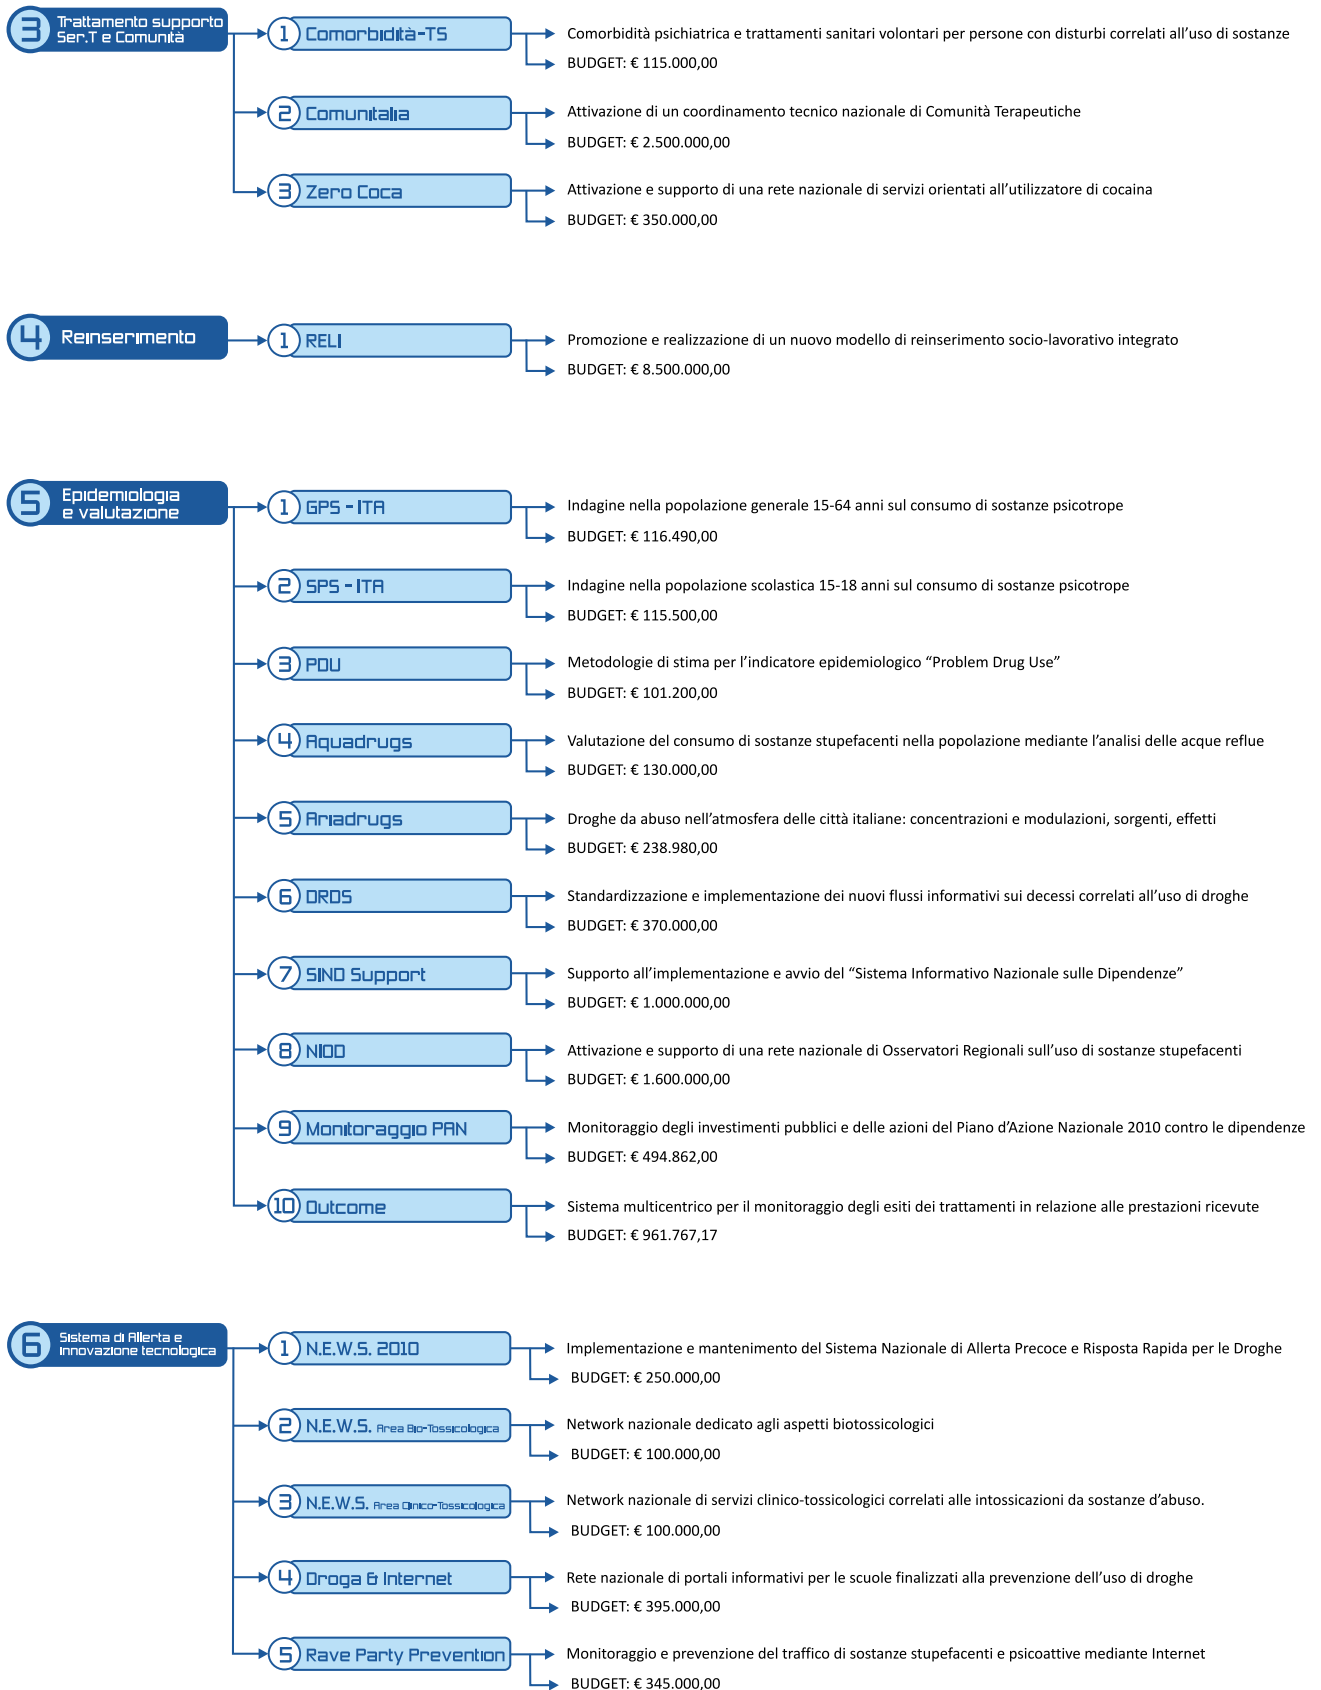 3 Trattamento supporto
Ser.T e Comunità
1 Comorbidità-TS
Comorbidità psichiatrica e trattamenti sanitari volontari per persone con disturbi correlati all'uso di sostanze
BUDGET: € 115.000,00
2 Comunitalia
Attivazione di un coordinamento tecnico nazionale di Comunità Terapeutiche
BUDGET: € 2.500.000,00
3 Zero Coca
Attivazione e supporto di una rete nazionale di servizi orientati all'utilizzatore di cocaina
BUDGET: € 350.000,00
4 Reinserimento
1 RELI
Promozione e realizzazione di un nuovo modello di reinserimento socio-lavorativo integrato
BUDGET: € 8.500.000,00
5 Epidemiologia
e valutazione
1 GPS - ITA
Indagine nella popolazione generale 15-64 anni sul consumo di sostanze psicotrope
BUDGET: € 116.490,00
2 SPS - ITA
Indagine nella popolazione scolastica 15-18 anni sul consumo di sostanze psicotrope
BUDGET: € 115.500,00
3 PDU
Metodologie di stima per l'indicatore epidemiologico “Problem Drug Use”
BUDGET: € 101.200,00
4 Aquadrugs
Valutazione del consumo di sostanze stupefacenti nella popolazione mediante l'analisi delle acque reflue
BUDGET: € 130.000,00
5 Ariadrugs
Droghe da abuso nell'atmosfera delle città italiane: concentrazioni e modulazioni, sorgenti, effetti
BUDGET: € 238.980,00
6 DRDS
Standardizzazione e implementazione dei nuovi flussi informativi sui decessi correlati all'uso di droghe
BUDGET: € 370.000,00
7 SIND Support
Supporto all'implementazione e avvio del “Sistema Informativo Nazionale sulle Dipendenze”
BUDGET: € 1.000.000,00
8 NIOD
Attivazione e supporto di una rete nazionale di Osservatori Regionali sull'uso di sostanze stupefacenti
BUDGET: € 1.600.000,00
9 Monitoraggio PAN
Monitoraggio degli investimenti pubblici e delle azioni del Piano d'Azione Nazionale 2010 contro le dipendenze
BUDGET: € 494.862,00
10 Outcome
Sistema multicentrico per il monitoraggio degli esiti dei trattamenti in relazione alle prestazioni ricevute
BUDGET: € 961.767,17
6 Sistema di Allerta e
innovazione tecnologica
1 N.E.W.S. 2010
Implementazione e mantenimento del Sistema Nazionale di Allerta Precoce e Risposta Rapida per le Droghe
BUDGET: € 250.000,00
2 N.E.W.S. Area Bio-Tossicologica
Network nazionale dedicato agli aspetti biotossicologici
BUDGET: € 100.000,00
3 N.E.W.S. Area Clinico-Tossicologica
Network nazionale di servizi clinico-tossicologici correlati alle intossicazioni da sostanze d'abuso.
BUDGET: € 100.000,00
4 Droga & Internet
Rete nazionale di portali informativi per le scuole finalizzati alla prevenzione dell'uso di droghe
BUDGET: € 395.000,00
5 Rave Party Prevention
Monitoraggio e prevenzione del traffico di sostanze stupefacenti e psicoattive mediante Internet
BUDGET: € 345.000,00